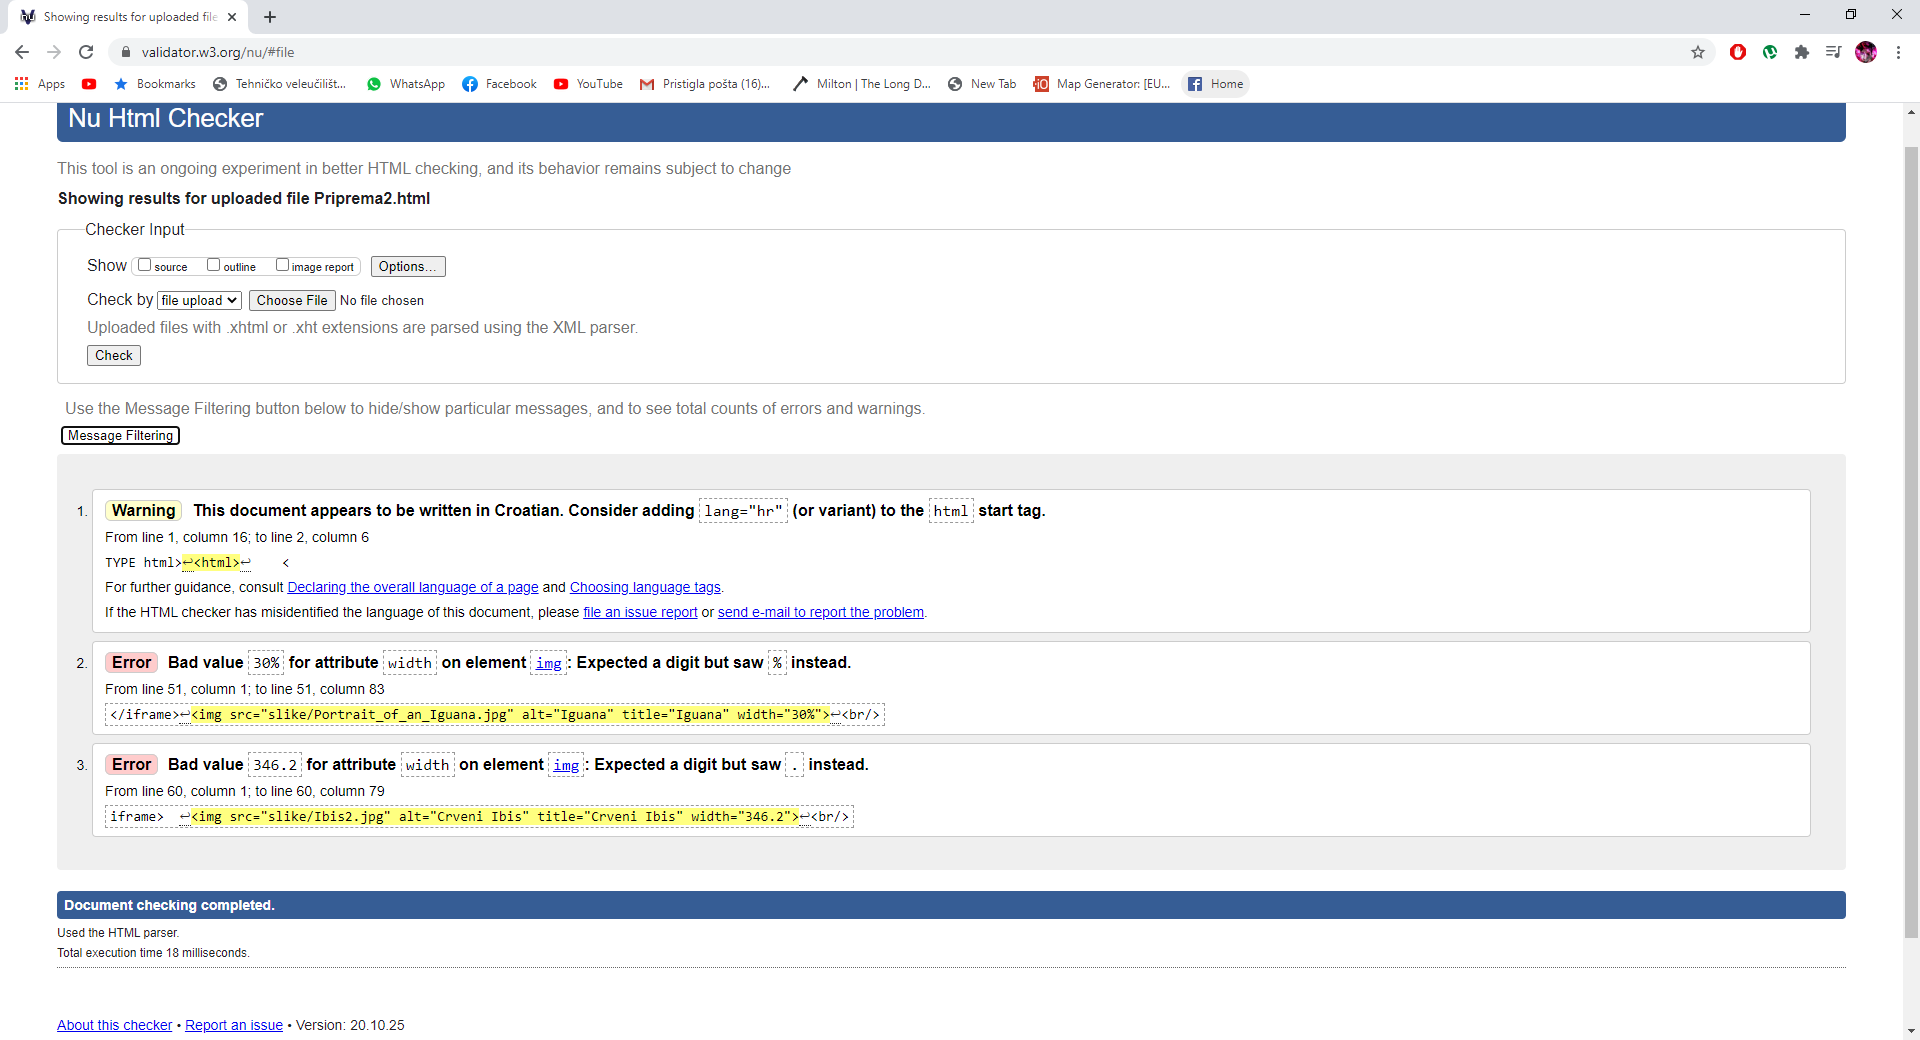 Showing results for uploaded file
validator.w3.org/nu/#file
Apps
Bookmarks
Tehničko veleučilišt...
WhatsApp
Facebook
YouTube
Pristigla pošta (16)...
Milton | The Long D...
New Tab
Map Generator: [EU...
Home
Nu Html Checker
This tool is an ongoing experiment in better HTML checking, and its behavior remains subject to change
Showing results for uploaded file Priprema2.html
Checker Input
Show source outline image report Options...
Check by file upload Choose File No file chosen
Uploaded files with .xhtml or .xht extensions are parsed using the XML parser.
Check
Use the Message Filtering button below to hide/show particular messages, and to see total counts of errors and warnings.
Message Filtering
1. Warning This document appears to be written in Croatian. Consider adding lang="hr" (or variant) to the html start tag.
From line 1, column 16; to line 2, column 6
TYPE html>↩<html>↩ <
For further guidance, consult Declaring the overall language of a page and Choosing language tags.
If the HTML checker has misidentified the language of this document, please file an issue report or send e-mail to report the problem.
2. Error Bad value 30% for attribute width on element img: Expected a digit but saw % instead.
From line 51, column 1; to line 51, column 83
</iframe>↩<img src="slike/Portrait_of_an_Iguana.jpg" alt="Iguana" title="Iguana" width="30%">↩<br/>
3. Error Bad value 346.2 for attribute width on element img: Expected a digit but saw . instead.
From line 60, column 1; to line 60, column 79
iframe> ↩<img src="slike/Ibis2.jpg" alt="Crveni Ibis" title="Crveni Ibis" width="346.2">↩<br/>
Document checking completed.
Used the HTML parser.
Total execution time 18 milliseconds.
About this checker • Report an issue • Version: 20.10.25